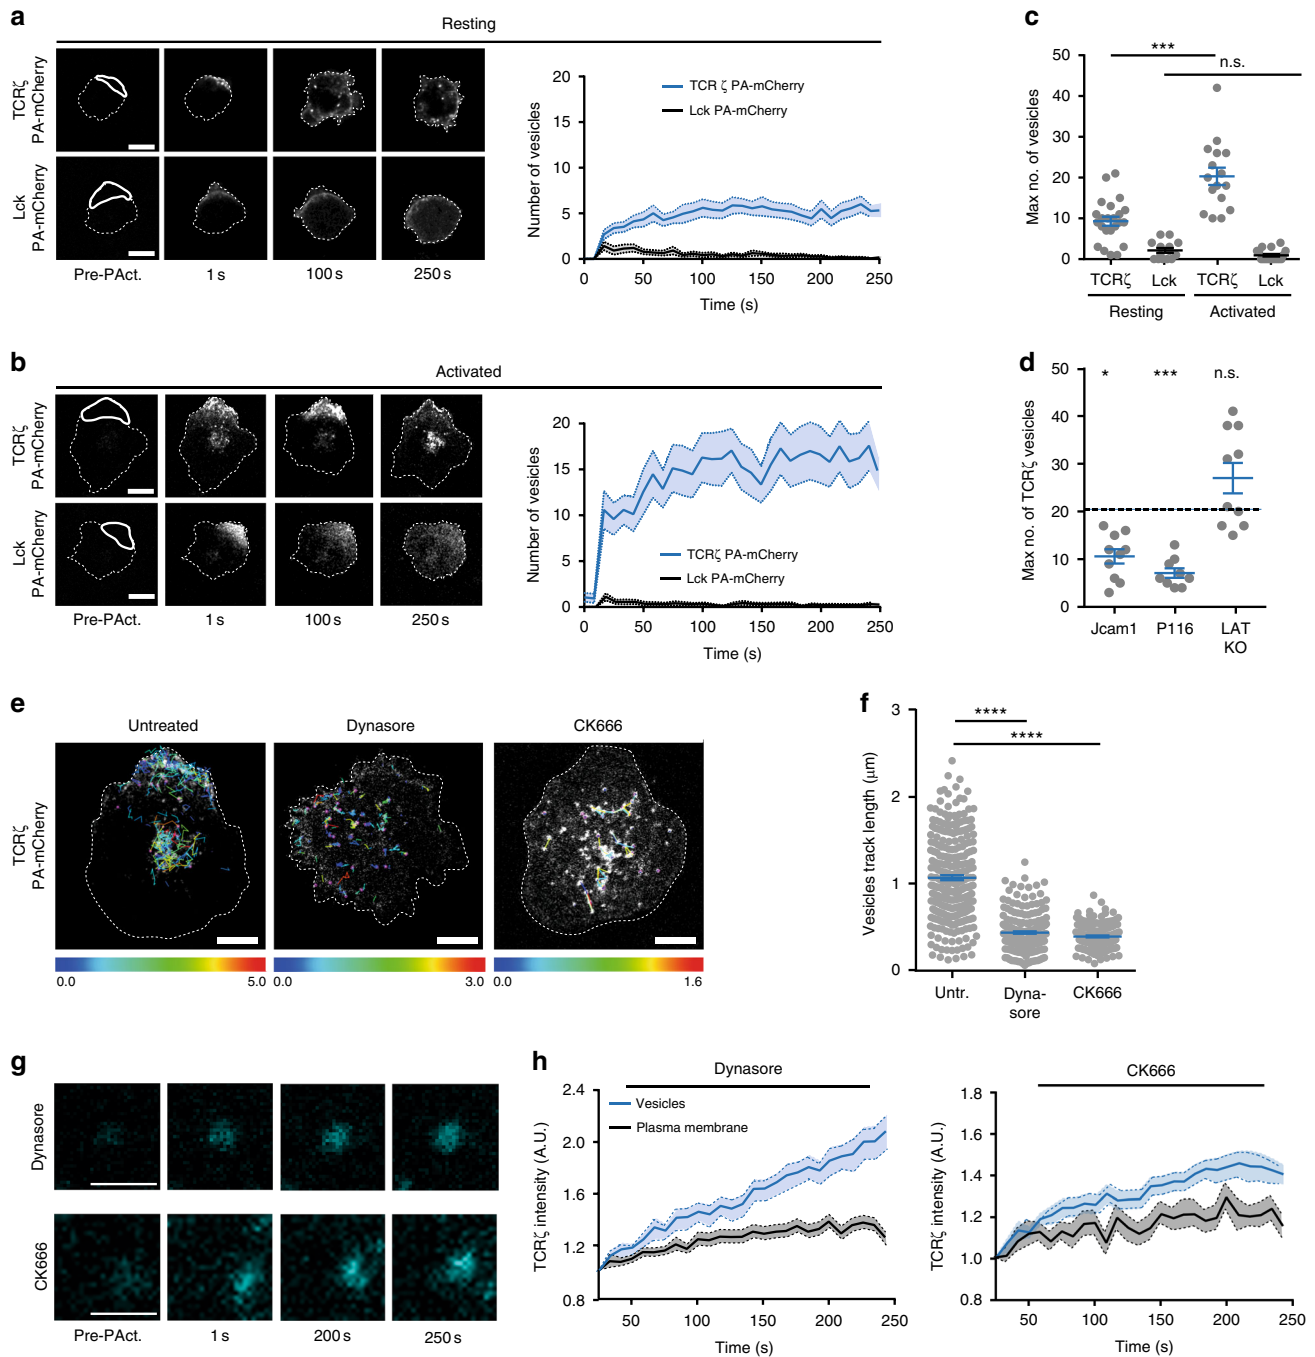 a
Resting
TCRζ PA-mCherry
Lck PA-mCherry
Pre-PAct. 1 s 100 s 250 s
Number of vesicles
20
15
10
5
0
TCR ζ PA-mCherry
Lck PA-mCherry
0 50 100 150 200 250
Time (s)
c
Max no. of vesicles
50
40
30
20
10
0
***
n.s.
TCRζ Lck TCRζ Lck
Resting Activated
b
Activated
TCRζ PA-mCherry
Lck PA-mCherry
Pre-PAct. 1 s 100 s 250 s
Number of vesicles
20
15
10
5
0
TCRζ PA-mCherry
Lck PA-mCherry
0 50 100 150 200 250
Time (s)
d
Max no. of TCRζ vesicles
50
40
30
20
10
0
* *** n.s.
Jcam1 P116 LAT
KO
e
Untreated Dynasore CK666
TCRζ
PA-mCherry
0.0 5.0 0.0 3.0 0.0 1.6
f
Vesicles track length (μm)
3
2
1
0
****
****
Untr. Dyna- CK666
sore
g
Dynasore
CK666
Pre-PAct. 1 s 200 s 250 s
h
Dynasore
TCRζ intensity (A.U.)
2.4
2.0
1.6
1.2
0.8
Vesicles
Plasma membrane
50 100 150 200 250
Time (s)
CK666
TCRζ intensity (A.U.)
1.8
1.6
1.4
1.2
1.0
0.8
50 100 150 200 250
Time (s)